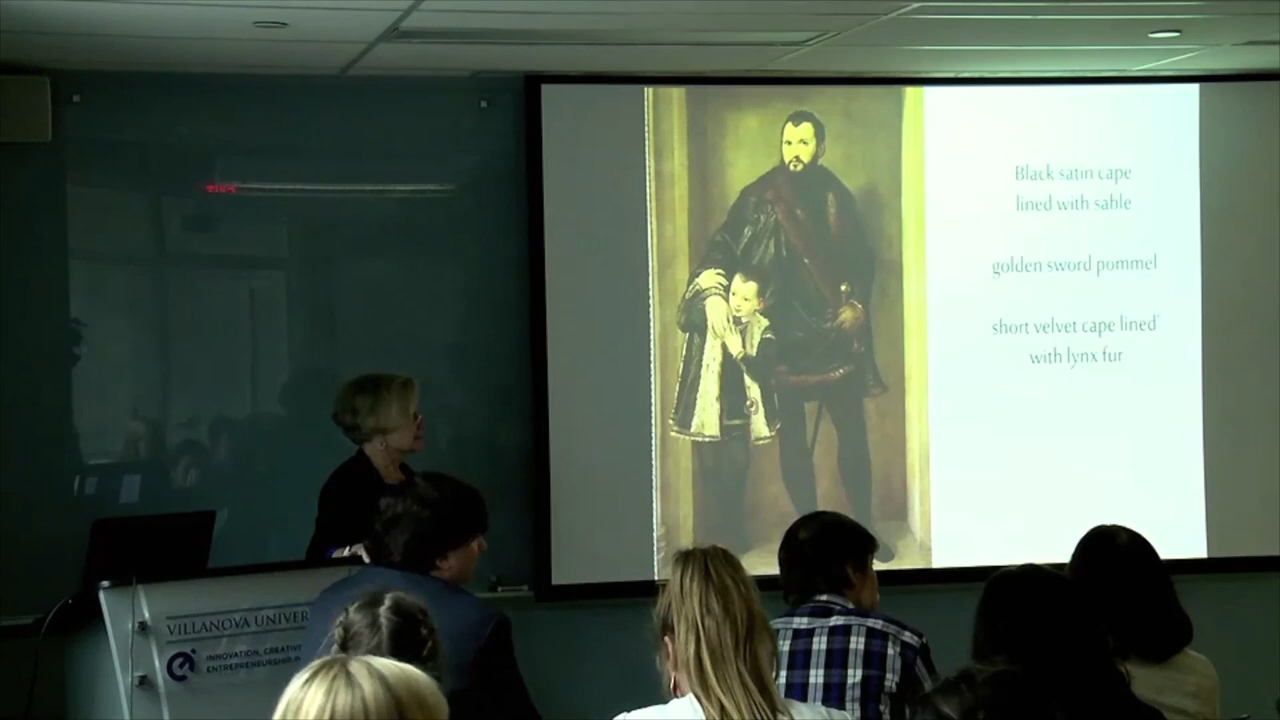 Black satin cape
lined with sable
golden sword pommel
short velvet cape lined
with lynx fur
VILLANOVA UNIVER
INNOVATION, CREATIV
ENTREPRENEURSHIP